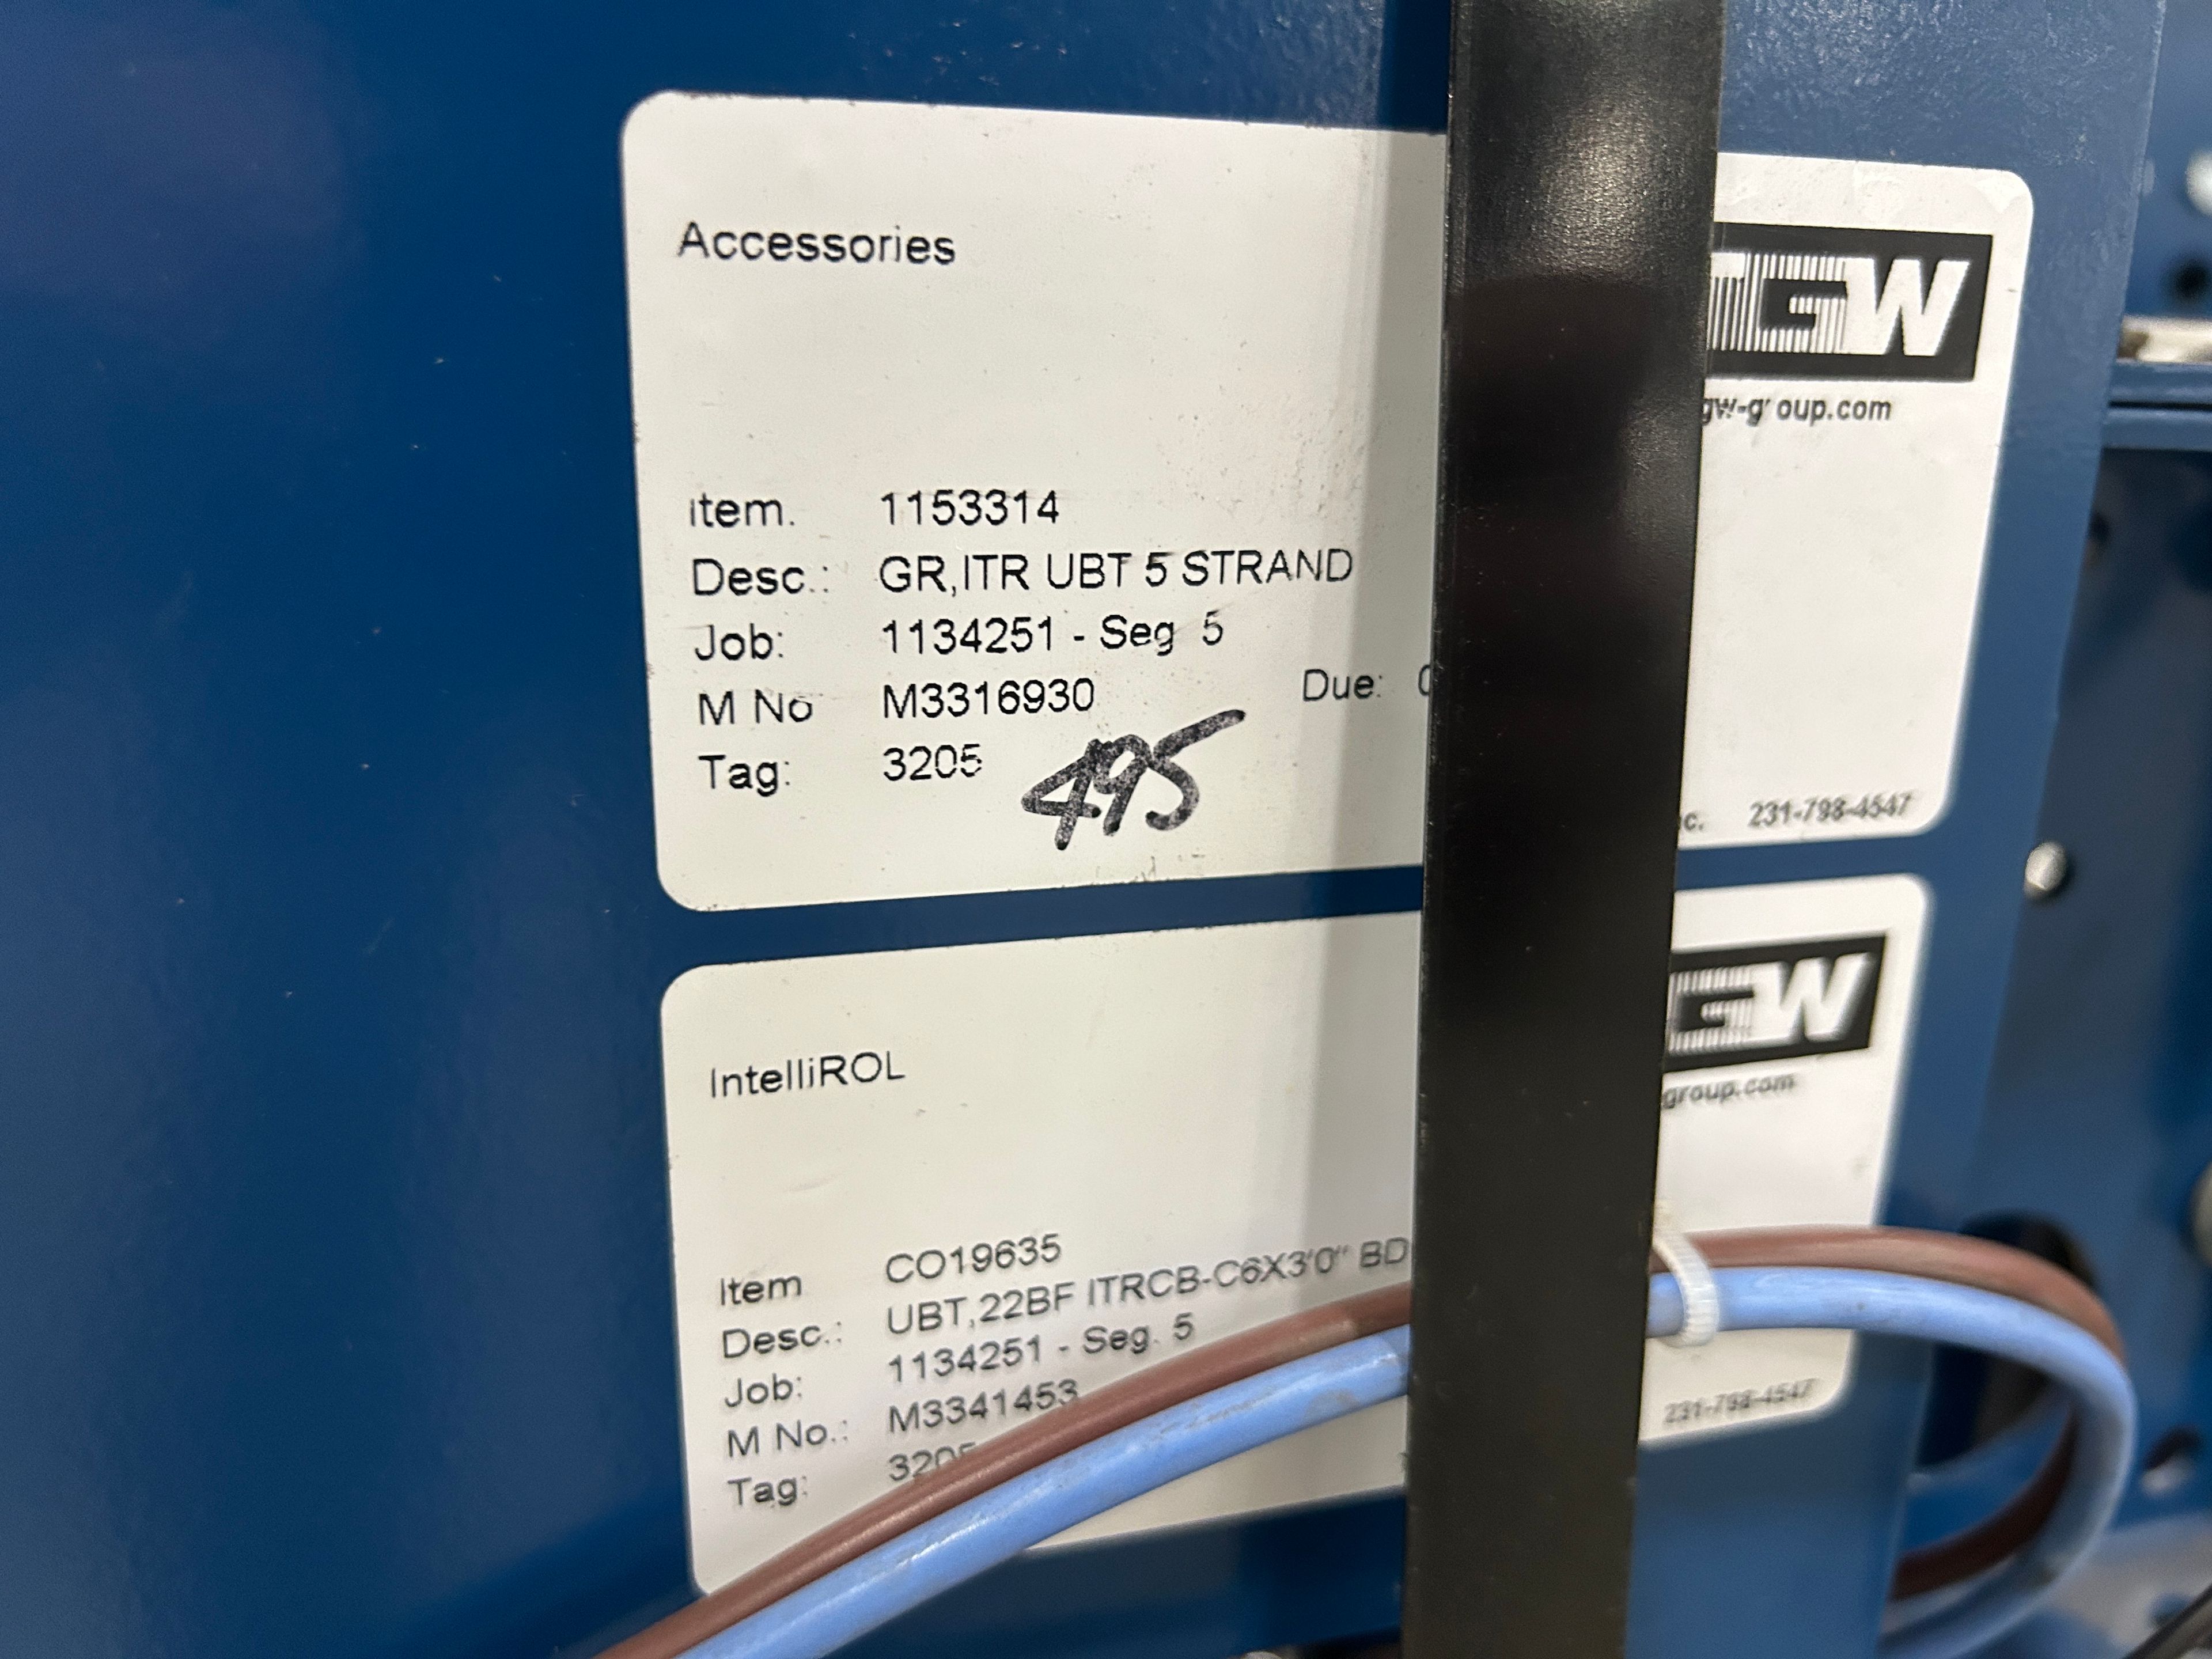 Accessories
TGW
gw-group.com
Item. 1153314
Desc.: GR,ITR UBT 5 STRAND
Job: 1134251 - Seg 5
M No M3316930 Due:
Tag: 3205 495
c. 231-798-4547
GW
IntelliROL
group.com
Item CO19635
Desc.: UBT,22BF ITRCB-C6X3'0" BD
Job: 1134251 - Seg. 5
M No.: M3341453
Tag: 3205
231-798-4547